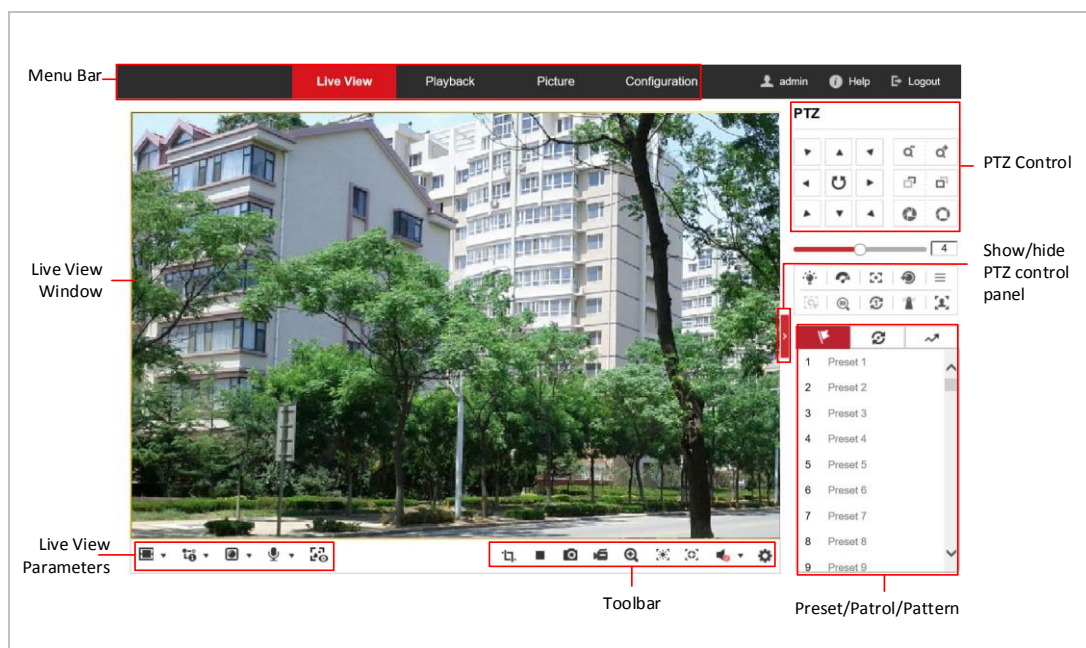 Menu Bar
Live View
Playback
Picture
Configuration
admin
Help
Logout
PTZ
PTZ Control
4
Show/hide
PTZ control
panel
Live View
Window
1 Preset 1
2 Preset 2
3 Preset 3
4 Preset 4
5 Preset 5
6 Preset 6
7 Preset 7
8 Preset 8
9 Preset 9
Live View
Parameters
Toolbar
Preset/Patrol/Pattern